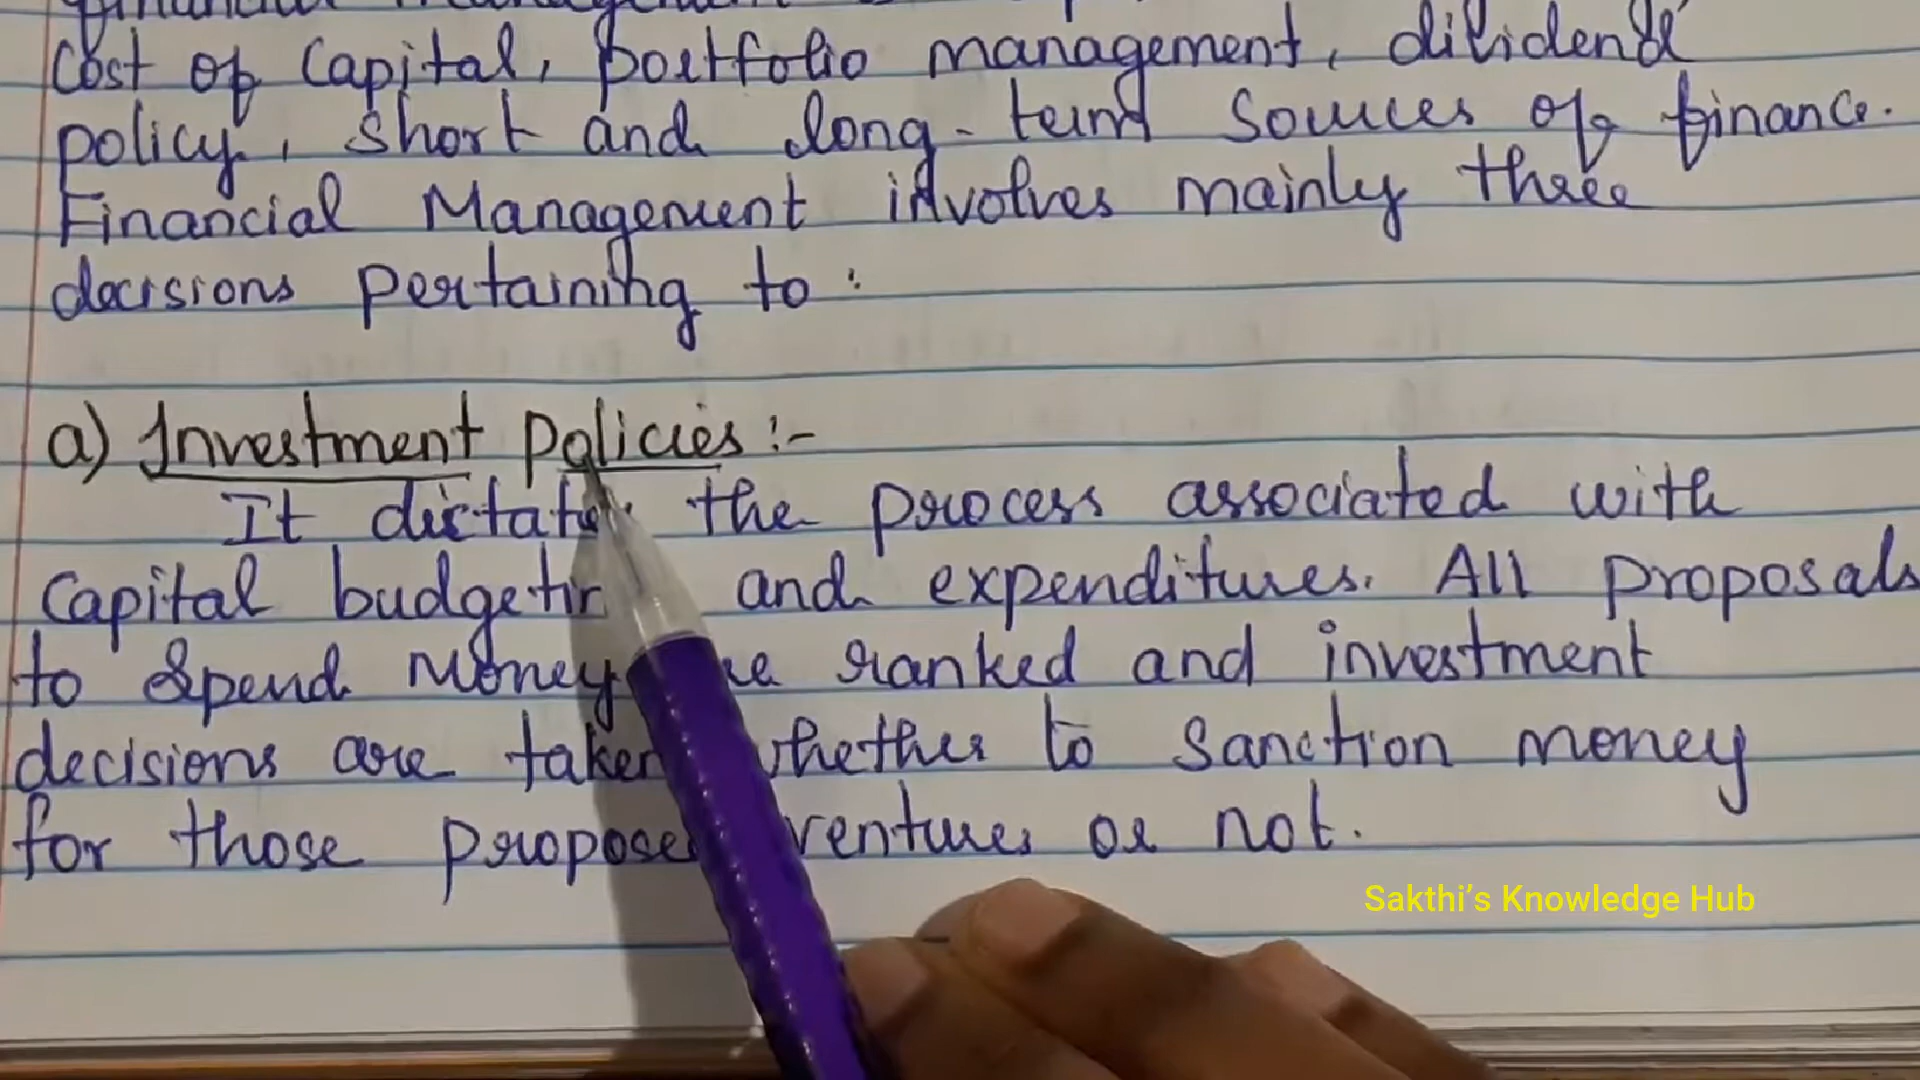 Cost of Capital, portfolio management, dividend
policy, short and long-term sources of finance.
Financial Management involves mainly three
decisions pertaining to :
a) Investment Policies :-
It dictates the process associated with
Capital budgeting and expenditures. All proposals
to spend money are ranked and investment
decisions are taken whether to sanction money
for those proposed ventures or not.
Sakthi's Knowledge Hub